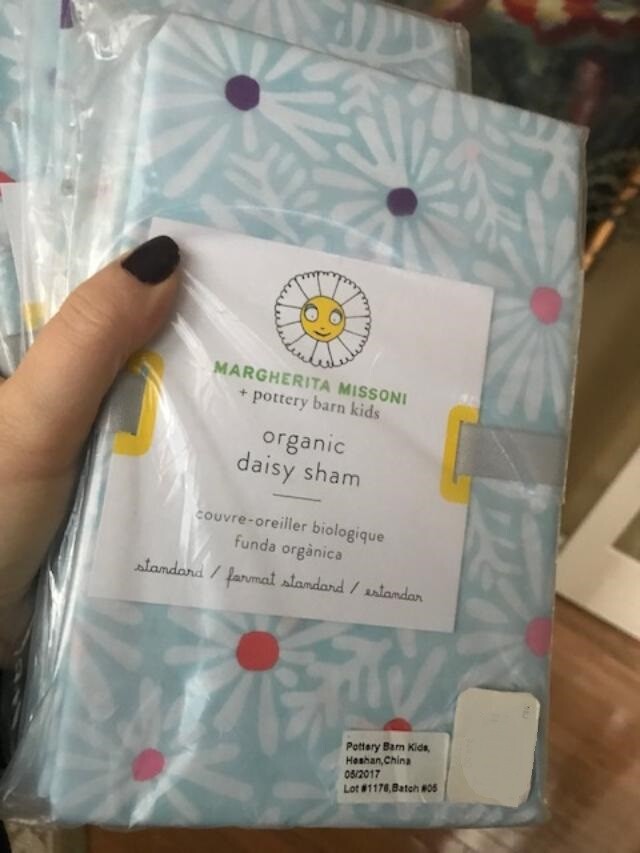 MARGHERITA MISSONI
+ pottery barn kids
organic
daisy sham
couvre-oreiller biologique
funda orgànica
standard / format standard / estandar
Pottery Barn Kids,
Heshan,China
05/2017
Lot #1176,Batch #05